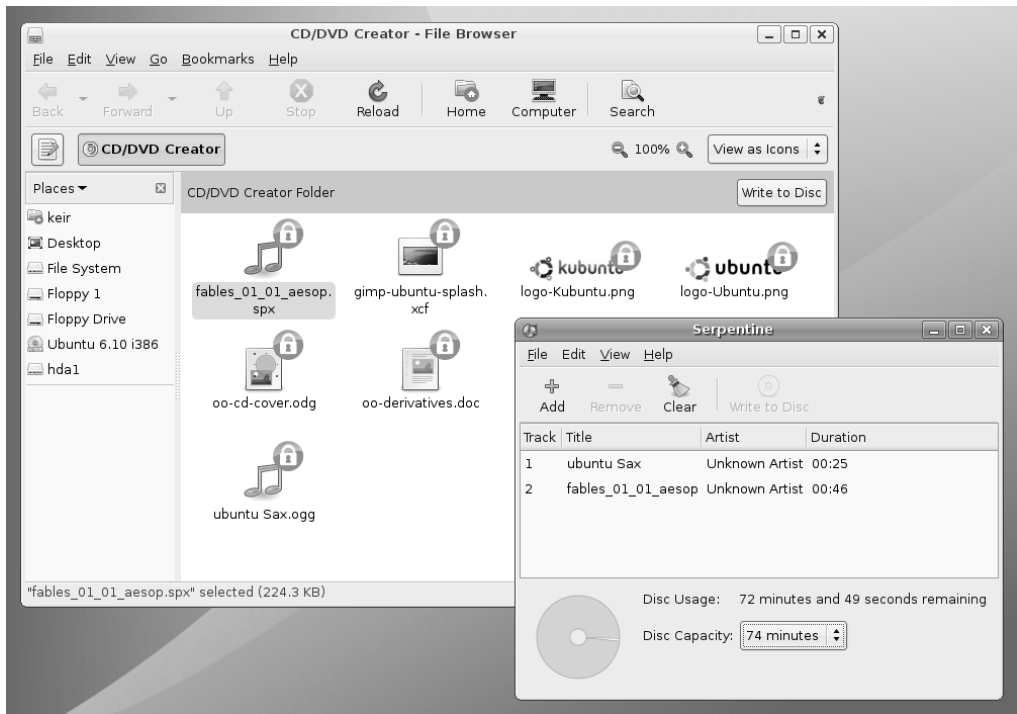 CD/DVD Creator - File Browser
File Edit View Go Bookmarks Help
Back Forward Up Stop Reload Home Computer Search
CD/DVD Creator 100% View as Icons
Places
CD/DVD Creator Folder Write to Disc
keir
Desktop
File System
Floppy 1
Floppy Drive
Ubuntu 6.10 i386
hda1
fables_01_01_aesop.
spx
gimp-ubuntu-splash.
xcf
kubuntu
logo-Kubuntu.png
ubuntu
logo-Ubuntu.png
oo-cd-cover.odg
oo-derivatives.doc
ubuntu Sax.ogg
"fables_01_01_aesop.spx" selected (224.3 KB)
Serpentine
File Edit View Help
Add Remove Clear Write to Disc
Track Title Artist Duration
1 ubuntu Sax Unknown Artist 00:25
2 fables_01_01_aesop Unknown Artist 00:46
Disc Usage: 72 minutes and 49 seconds remaining
Disc Capacity: 74 minutes